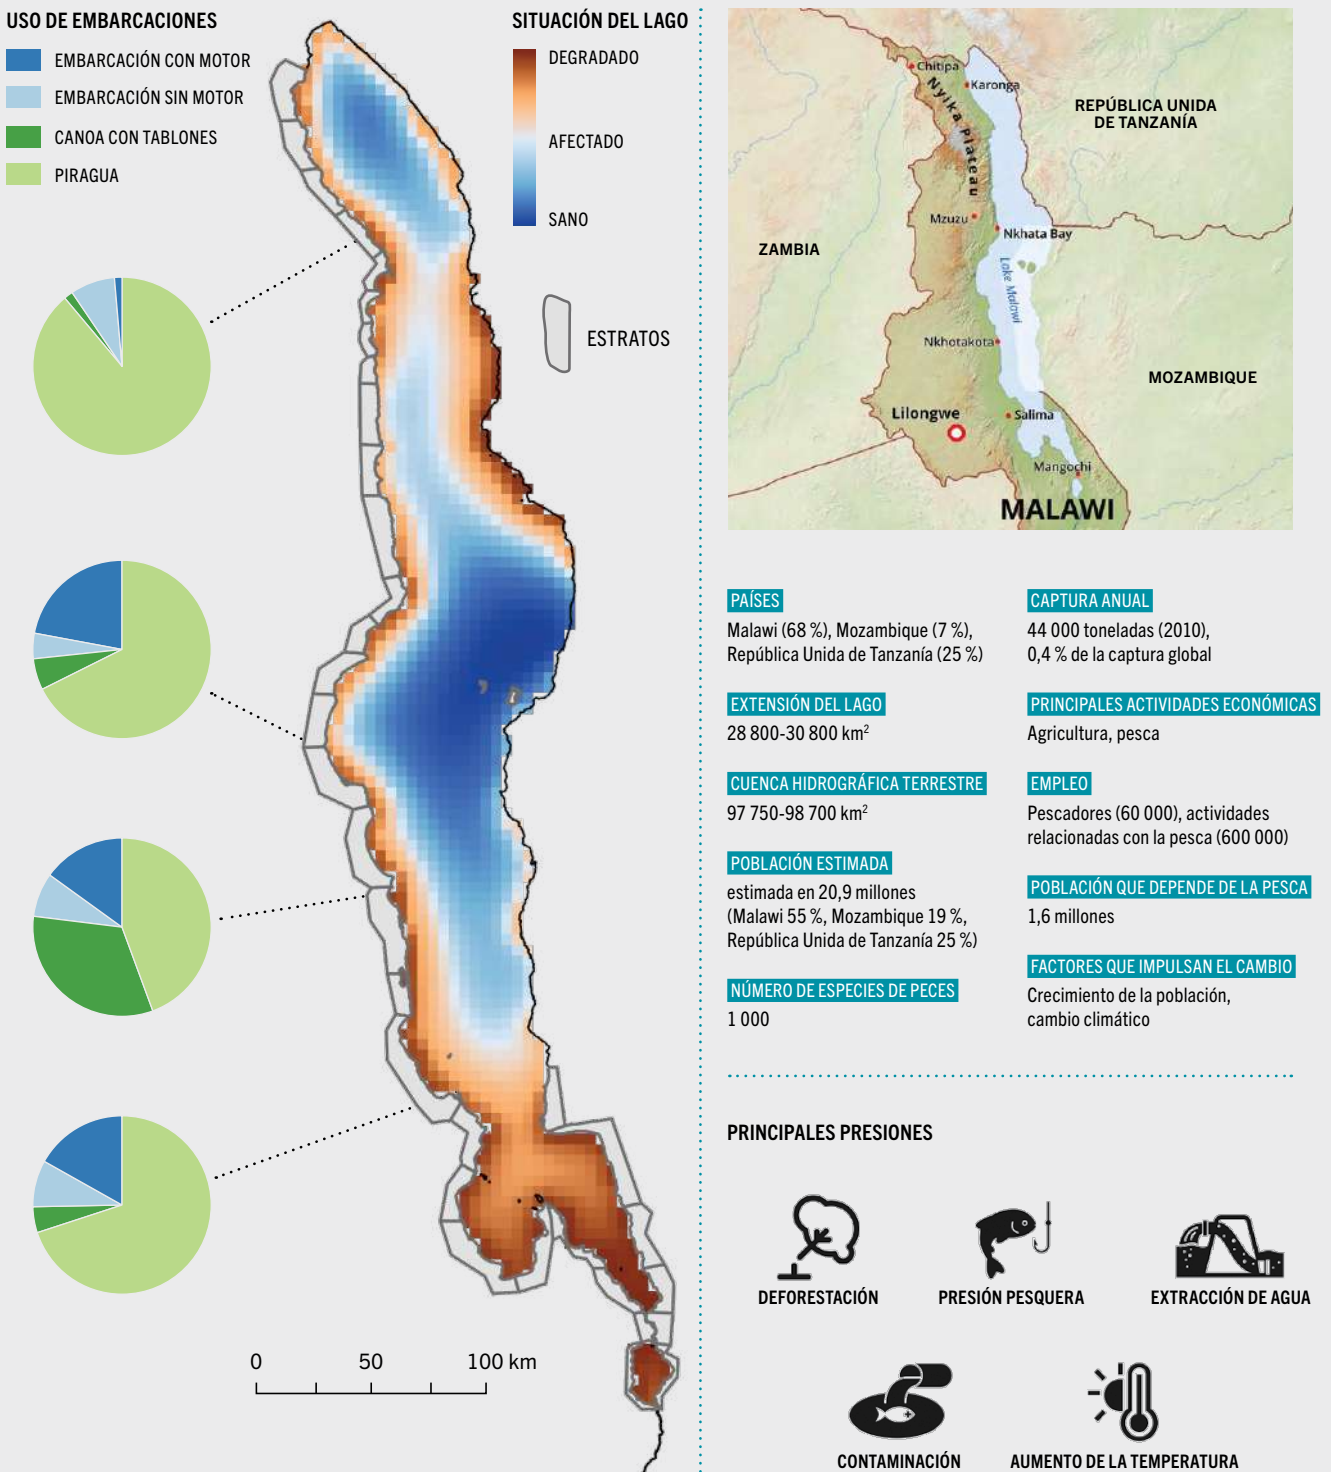 USO DE EMBARCACIONES
EMBARCACIÓN CON MOTOR
EMBARCACIÓN SIN MOTOR
CANOA CON TABLONES
PIRAGUA
SITUACIÓN DEL LAGO
DEGRADADO
AFECTADO
SANO
ESTRATOS
0
50
100 km
Chitipa
Karonga
Nyika Plateau
REPÚBLICA UNIDA
DE TANZANÍA
Mzuzu
Nkhata Bay
ZAMBIA
Lake Malawi
Nkhotakota
MOZAMBIQUE
Lilongwe
Salima
Mangochi
MALAWI
PAÍSES
Malawi (68 %), Mozambique (7 %),
República Unida de Tanzanía (25 %)
EXTENSIÓN DEL LAGO
28 800-30 800 km²
CUENCA HIDROGRÁFICA TERRESTRE
97 750-98 700 km²
POBLACIÓN ESTIMADA
estimada en 20,9 millones
(Malawi 55 %, Mozambique 19 %,
República Unida de Tanzanía 25 %)
NÚMERO DE ESPECIES DE PECES
1 000
CAPTURA ANUAL
44 000 toneladas (2010),
0,4 % de la captura global
PRINCIPALES ACTIVIDADES ECONÓMICAS
Agricultura, pesca
EMPLEO
Pescadores (60 000), actividades
relacionadas con la pesca (600 000)
POBLACIÓN QUE DEPENDE DE LA PESCA
1,6 millones
FACTORES QUE IMPULSAN EL CAMBIO
Crecimiento de la población,
cambio climático
PRINCIPALES PRESIONES
DEFORESTACIÓN
PRESIÓN PESQUERA
EXTRACCIÓN DE AGUA
CONTAMINACIÓN
AUMENTO DE LA TEMPERATURA